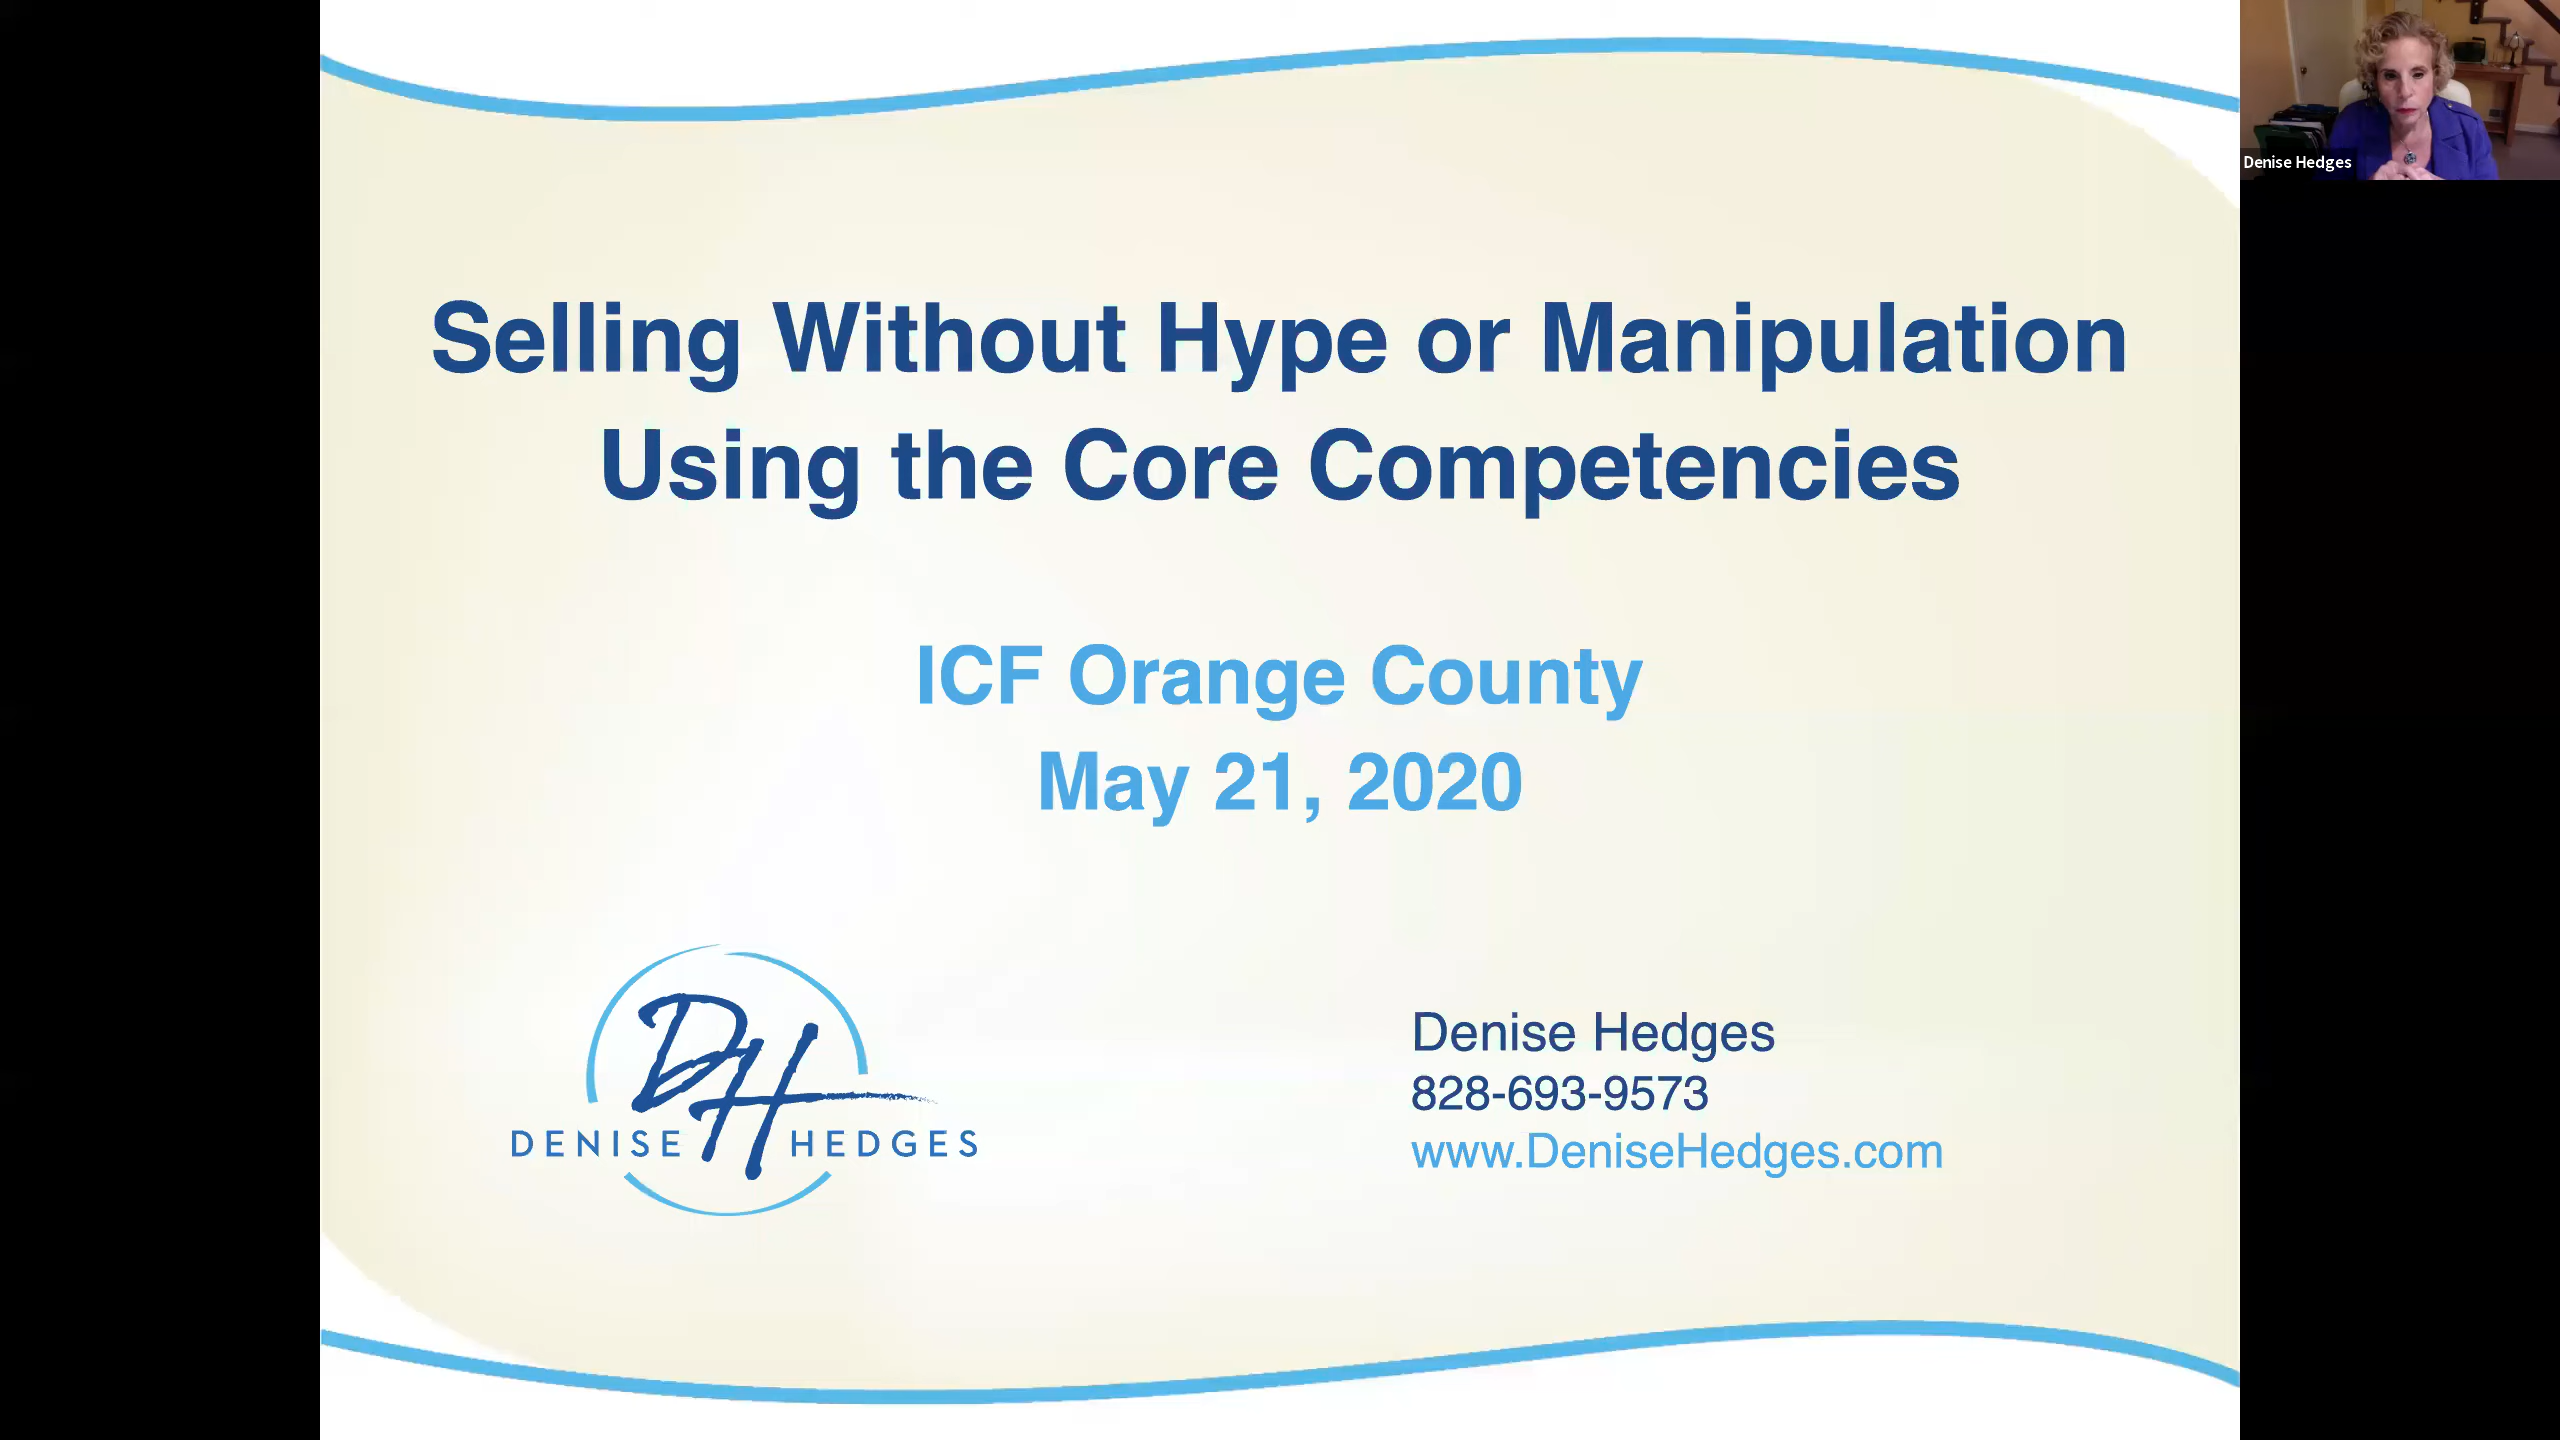 Selling Without Hype or Manipulation
Using the Core Competencies
ICF Orange County
May 21, 2020
DH
DENISE HEDGES
Denise Hedges
828-693-9573
www.DeniseHedges.com
Denise Hedges